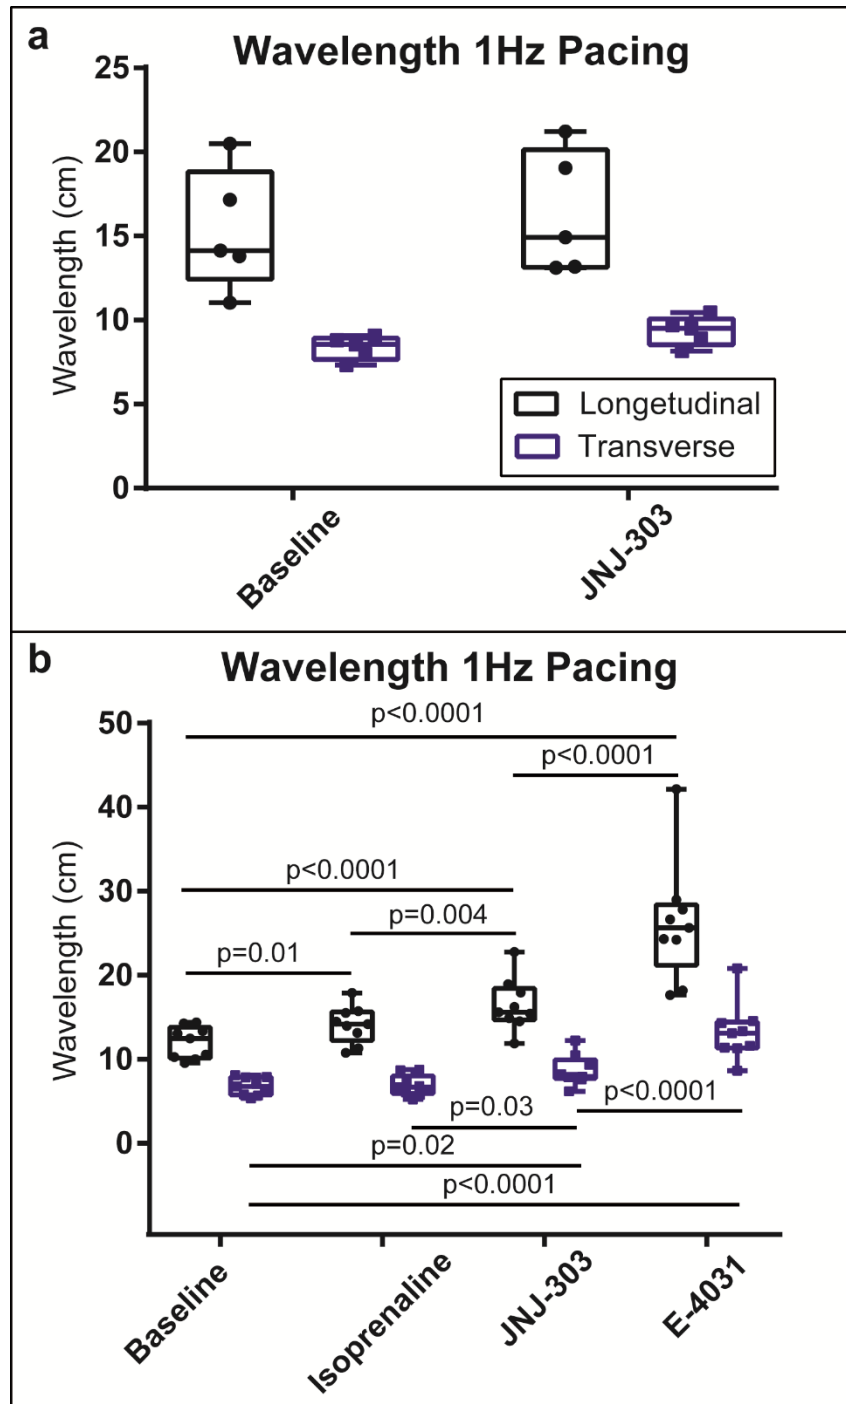 a
Wavelength 1Hz Pacing
25
20
15
10
5
0
Wavelength (cm)
Longetudinal
Transverse
Baseline
JNJ-303
b
Wavelength 1Hz Pacing
50
40
30
20
10
0
Wavelength (cm)
p<0.0001
p<0.0001
p<0.0001
p=0.004
p=0.01
p=0.03
p<0.0001
p=0.02
p<0.0001
Baseline
Isoprenaline
JNJ-303
E-4031